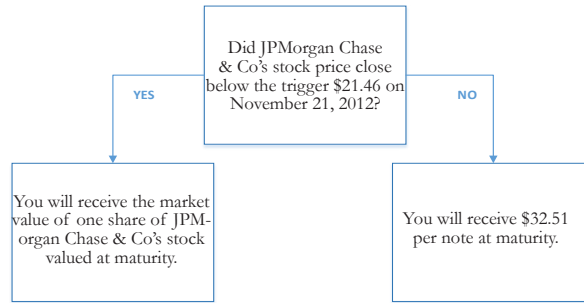 Did JPMorgan Chase
& Co’s stock price close
below the trigger $21.46 on
November 21, 2012?
YES
NO
You will receive the market
value of one share of JPM-
organ Chase & Co’s stock
valued at maturity.
You will receive $32.51
per note at maturity.